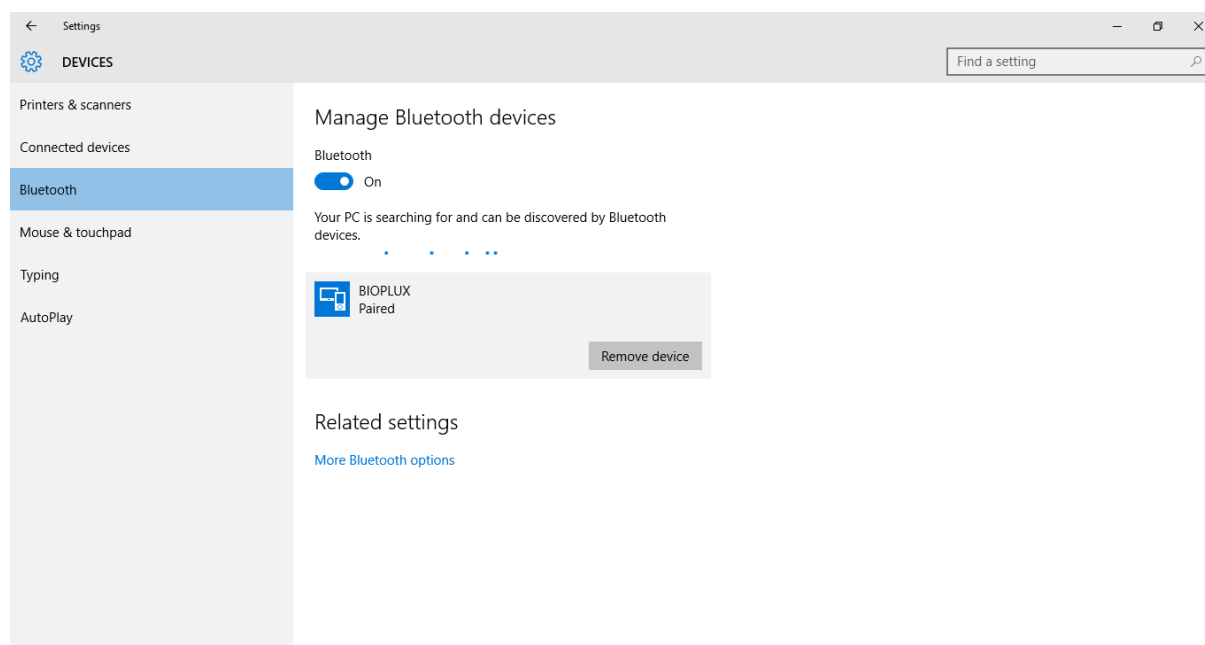 Settings
DEVICES
Find a setting
Printers & scanners
Connected devices
Bluetooth
Mouse & touchpad
Typing
AutoPlay
Manage Bluetooth devices
Bluetooth
On
Your PC is searching for and can be discovered by Bluetooth
devices.
BIOPLUX
Paired
Remove device
Related settings
More Bluetooth options